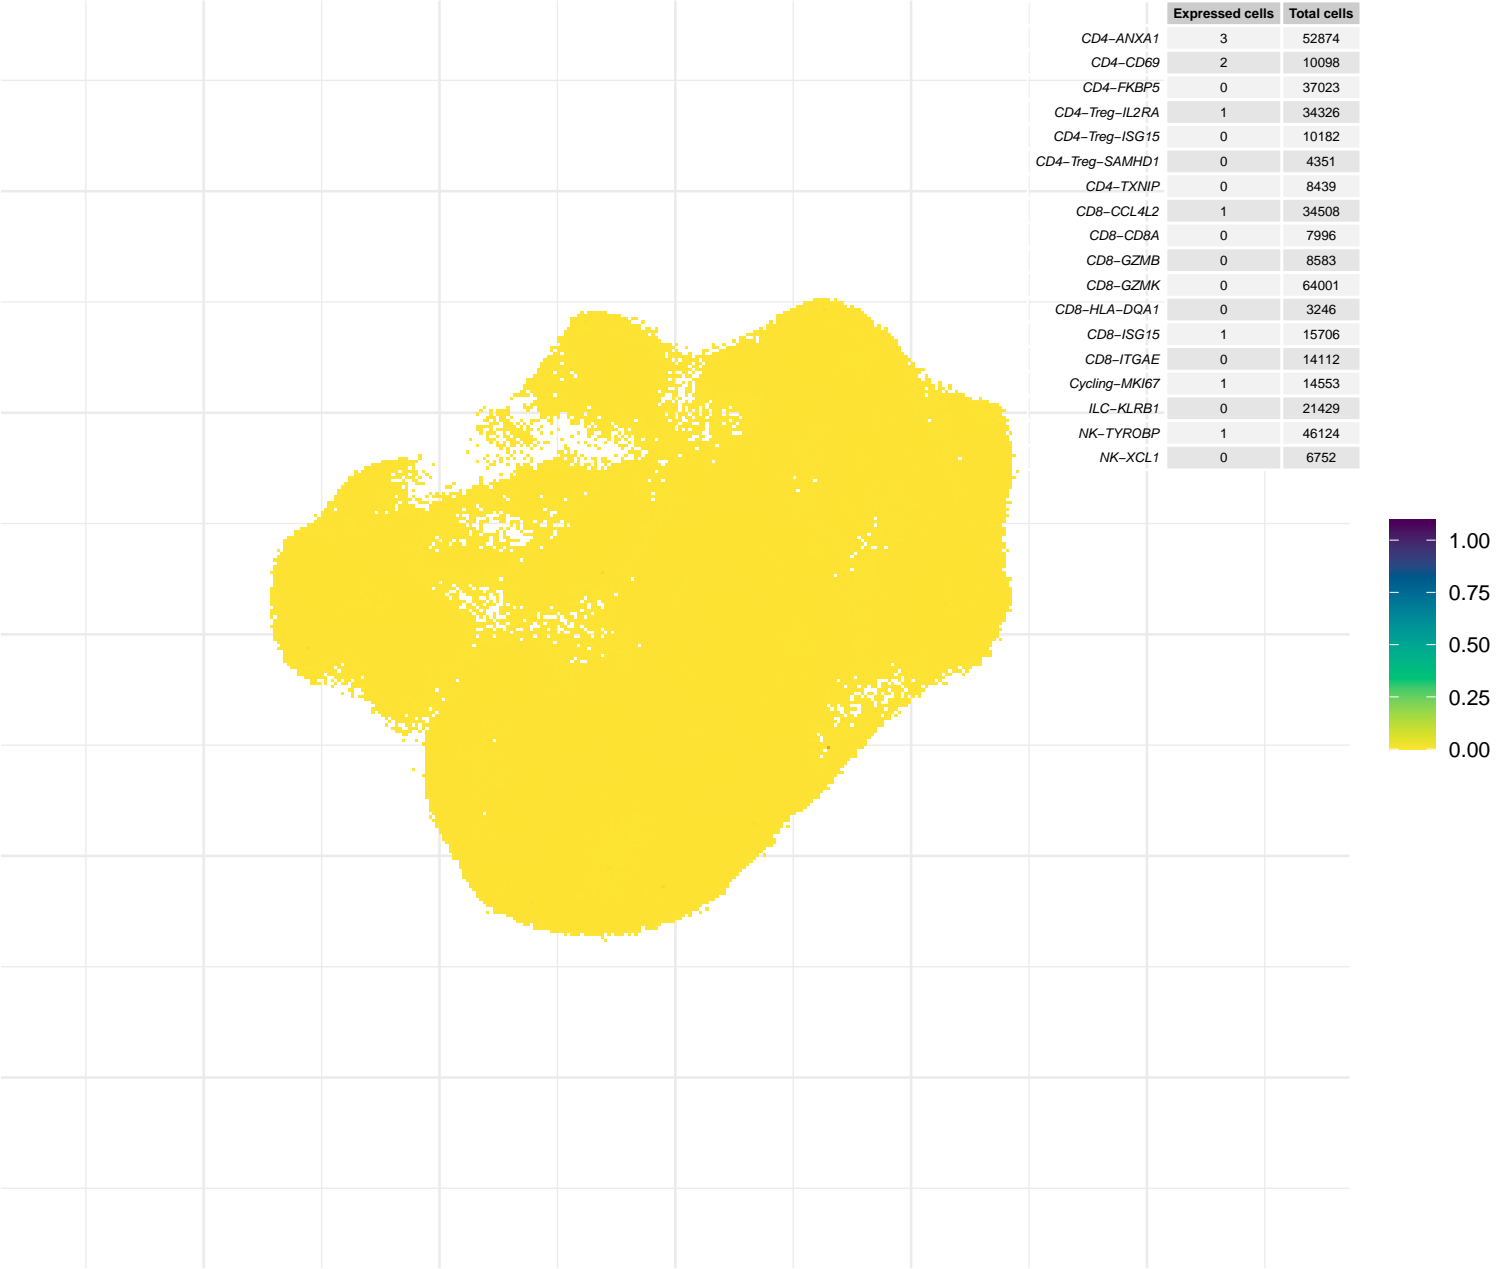 Expressed cells Total cells
CD4−ANXA1 3 52874
CD4−CD69 2 10098
CD4−FKBP5 0 37023
CD4−Treg−IL2RA 1 34326
CD4−Treg−ISG15 0 10182
CD4−Treg−SAMHD1 0 4351
CD4−TXNIP 0 8439
CD8−CCL4L2 1 34508
CD8−CD8A 0 7996
CD8−GZMB 0 8583
CD8−GZMK 0 64001
CD8−HLA−DQA1 0 3246
CD8−ISG15 1 15706
CD8−ITGAE 0 14112
Cycling−MKI67 1 14553
ILC−KLRB1 0 21429
NK−TYROBP 1 46124
NK−XCL1 0 6752
1.00
0.75
0.50
0.25
0.00